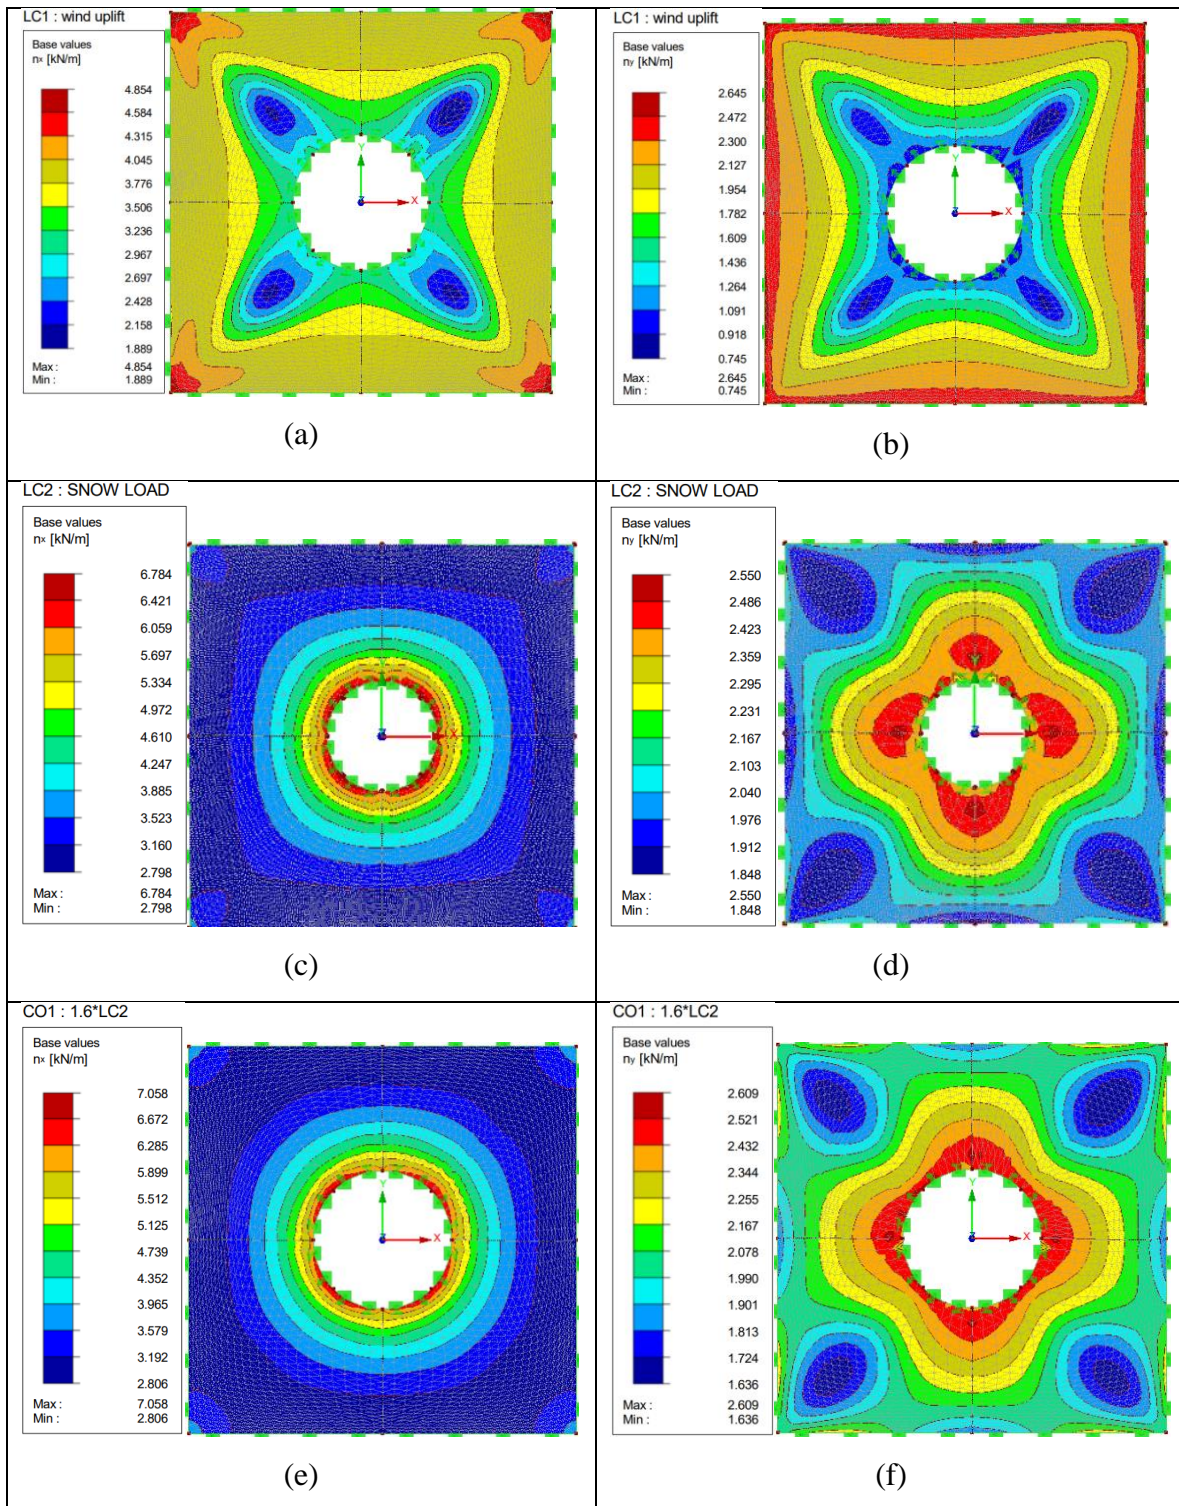 LC1 : wind uplift
Base values
nx [kN/m]
4.854
4.584
4.315
4.045
3.776
3.506
3.236
2.967
2.697
2.428
2.158
1.889
Max : 4.854
Min : 1.889
Y
X
Z
(a)
LC1 : wind uplift
Base values
ny [kN/m]
2.645
2.472
2.300
2.127
1.954
1.782
1.609
1.436
1.264
1.091
0.918
0.745
Max : 2.645
Min : 0.745
Y
X
Z
(b)
LC2 : SNOW LOAD
Base values
nx [kN/m]
6.784
6.421
6.059
5.697
5.334
4.972
4.610
4.247
3.885
3.523
3.160
2.798
Max : 6.784
Min : 2.798
Y
X
Z
(c)
LC2 : SNOW LOAD
Base values
ny [kN/m]
2.550
2.486
2.423
2.359
2.295
2.231
2.167
2.103
2.040
1.976
1.912
1.848
Max : 2.550
Min : 1.848
Y
Z
(d)
CO1 : 1.6*LC2
Base values
nx [kN/m]
7.058
6.672
6.285
5.899
5.512
5.125
4.739
4.352
3.965
3.579
3.192
2.806
Max : 7.058
Min : 2.806
Y
X
Z
(e)
CO1 : 1.6*LC2
Base values
ny [kN/m]
2.609
2.521
2.432
2.344
2.255
2.167
2.078
1.990
1.901
1.813
1.724
1.636
Max : 2.609
Min : 1.636
Y
X
Z
(f)